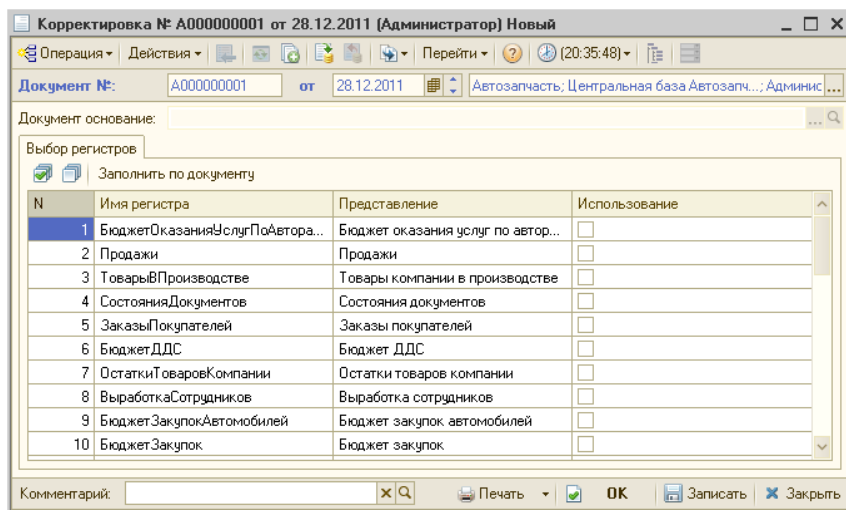 Корректировка № А000000001 от 28.12.2011 (Администратор) Новый
Операция Действия Перейти (20:35:48)
Документ №: А000000001 от 28.12.2011 Автозапчасть; Центральная база Автозапч...; Админис ...
Документ основание: ...
Выбор регистров
Заполнить по документу
N Имя регистра Представление Использование
1 БюджетОказанияУслугПоАвтора... Бюджет оказания услуг по автор...
2 Продажи Продажи
3 ТоварыВПроизводстве Товары компании в производстве
4 СостоянияДокументов Состояния документов
5 ЗаказыПокупателей Заказы покупателей
6 БюджетДДС Бюджет ДДС
7 ОстаткиТоваровКомпании Остатки товаров компании
8 ВыработкаСотрудников Выработка сотрудников
9 БюджетЗакупокАвтомобилей Бюджет закупок автомобилей
10 БюджетЗакупок Бюджет закупок
Комментарий: Печать OK Записать Закрыть